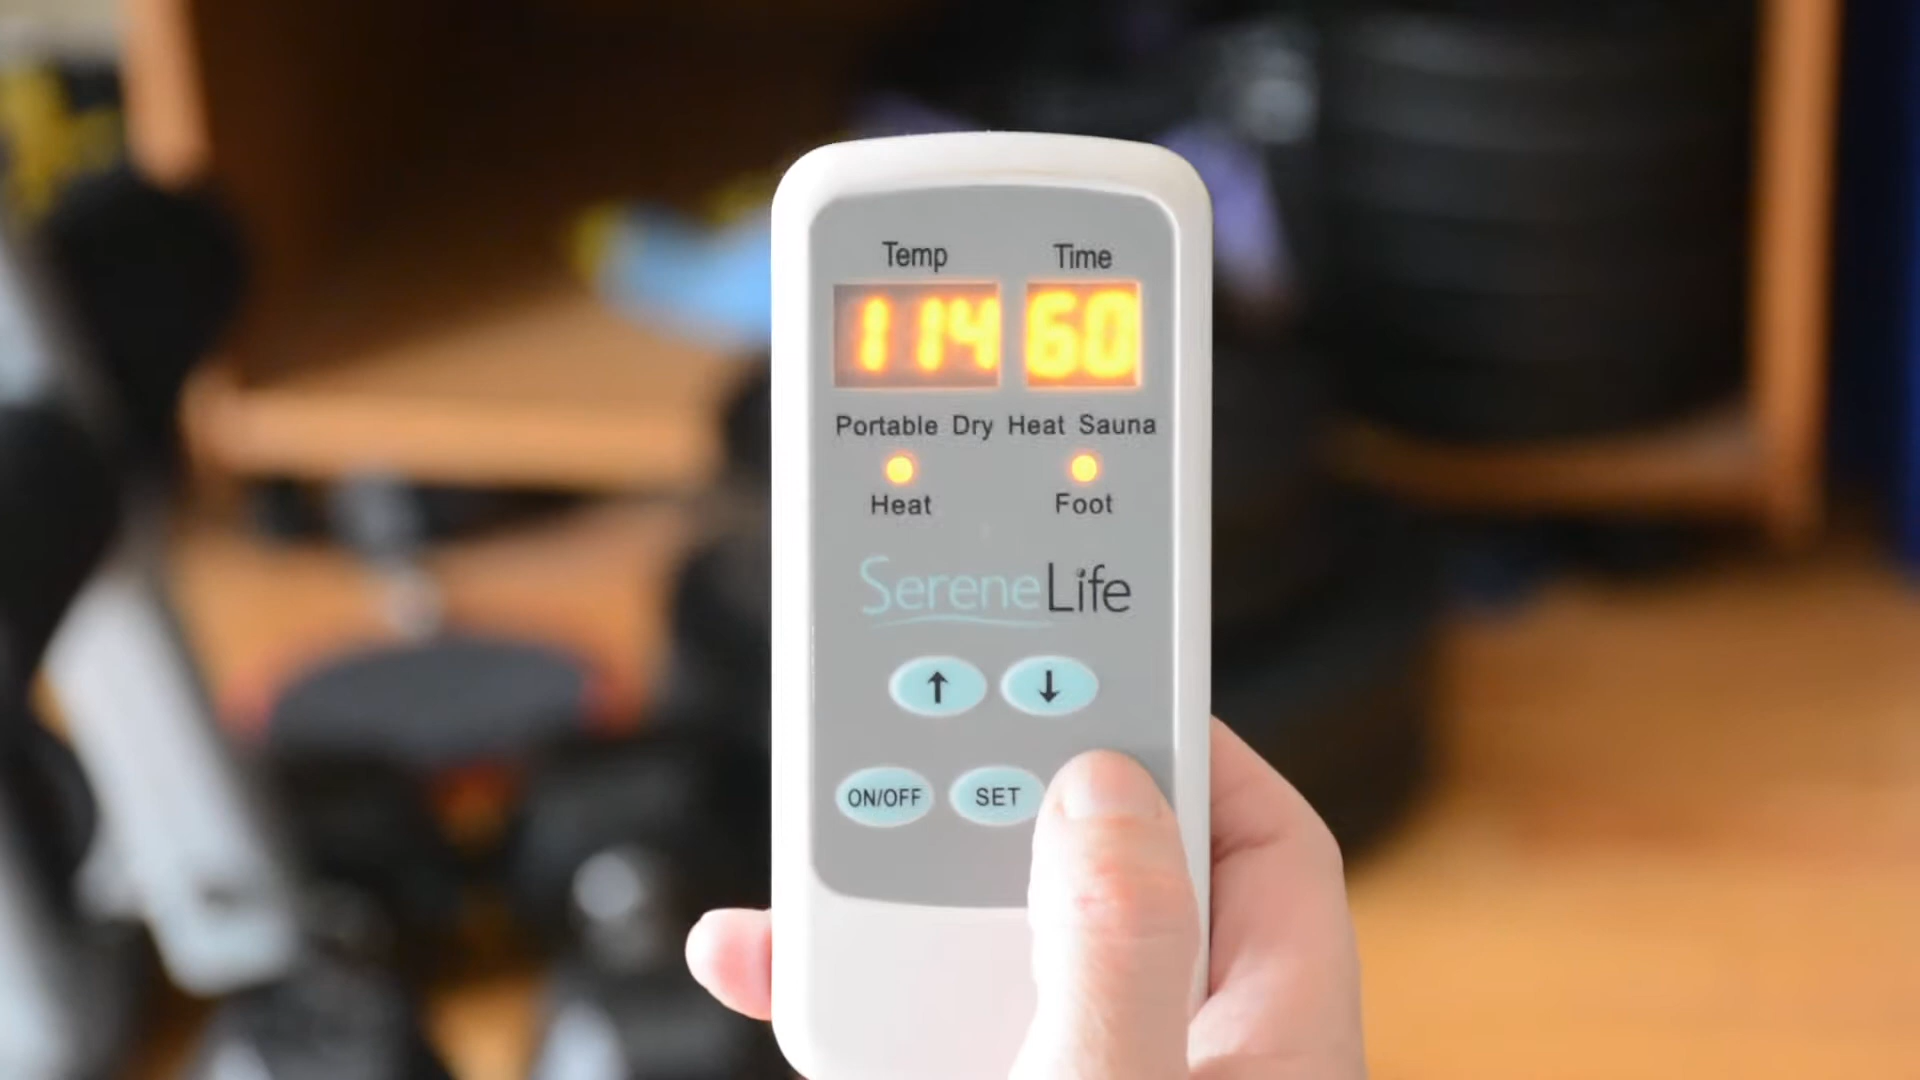 Temp Time
114 60
Portable Dry Heat Sauna
Heat Foot
SereneLife
↑ ↓
ON/OFF SET